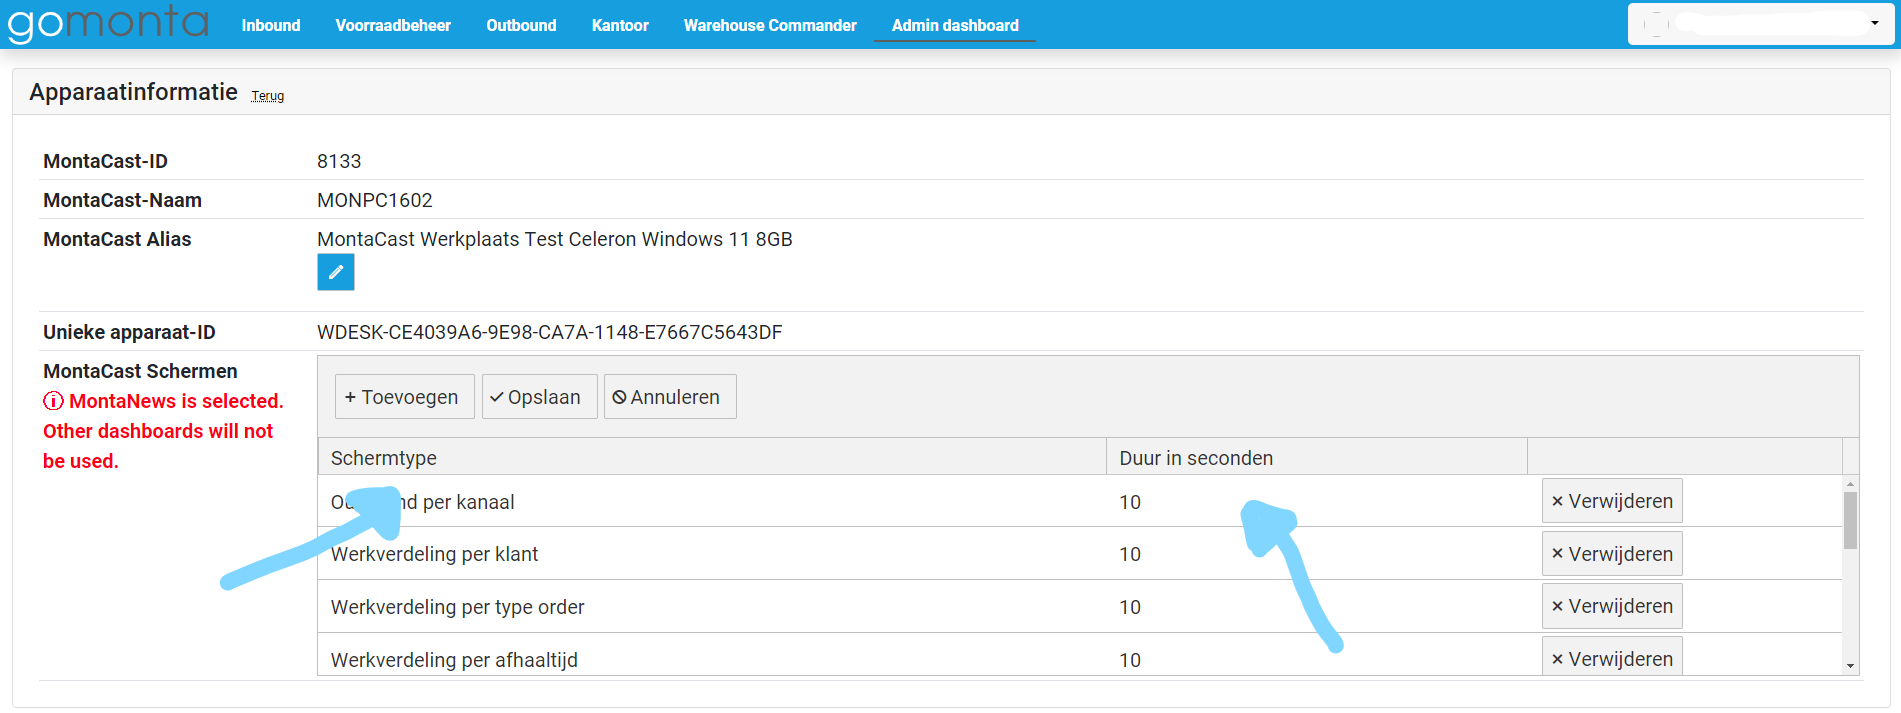 gomonta Inbound Voorraadbeheer Outbound Kantoor Warehouse Commander Admin dashboard
Apparaatinformatie Terug
MontaCast-ID 8133
MontaCast-Naam MONPC1602
MontaCast Alias MontaCast Werkplaats Test Celeron Windows 11 8GB
Unieke apparaat-ID WDESK-CE4039A6-9E98-CA7A-1148-E7667C5643DF
MontaCast Schermen
MontaNews is selected.
Other dashboards will not
be used.
+ Toevoegen Opslaan Annuleren
Schermtype Duur in seconden
per kanaal 10 × Verwijderen
Werkverdeling per klant 10 × Verwijderen
Werkverdeling per type order 10 × Verwijderen
Werkverdeling per afhaaltijd 10 × Verwijderen